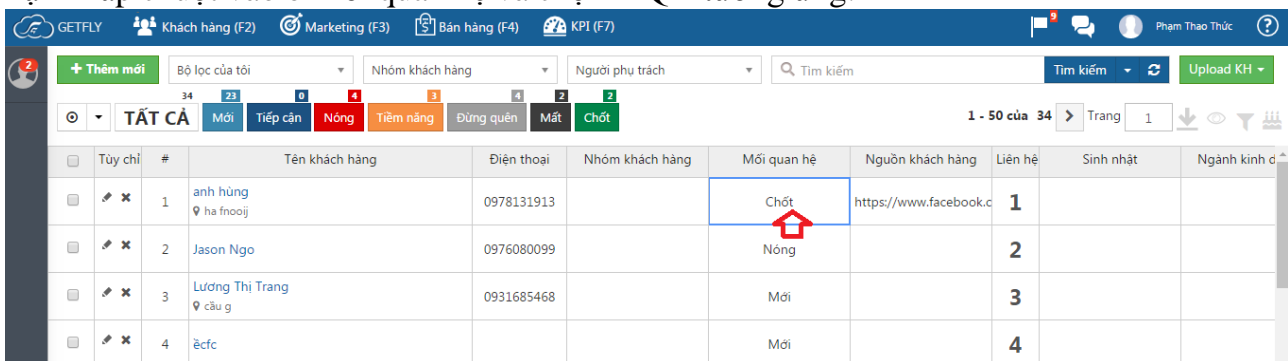 GETFLY Khách hàng (F2) Marketing (F3) Bán hàng (F4) KPI (F7) 9 Phạm Thao Thức ?
2 + Thêm mới Bộ lọc của tôi Nhóm khách hàng Người phụ trách Tìm kiếm Tìm kiếm Upload KH
34 23 0 4 3 4 2 2
TẤT CẢ Mới Tiếp cận Nóng Tiềm năng Đừng quên Mất Chốt 1 - 50 của 34 Trang 1
Tùy chỉ # Tên khách hàng Điện thoại Nhóm khách hàng Mối quan hệ Nguồn khách hàng Liên hệ Sinh nhật Ngành kinh d
1 anh hùng 0978131913 Chốt https://www.facebook.c 1
ha fnooij
2 Jason Ngo 0976080099 Nóng 2
3 Lương Thị Trang 0931685468 Mới 3
cầu g
4 ècfc Mới 4